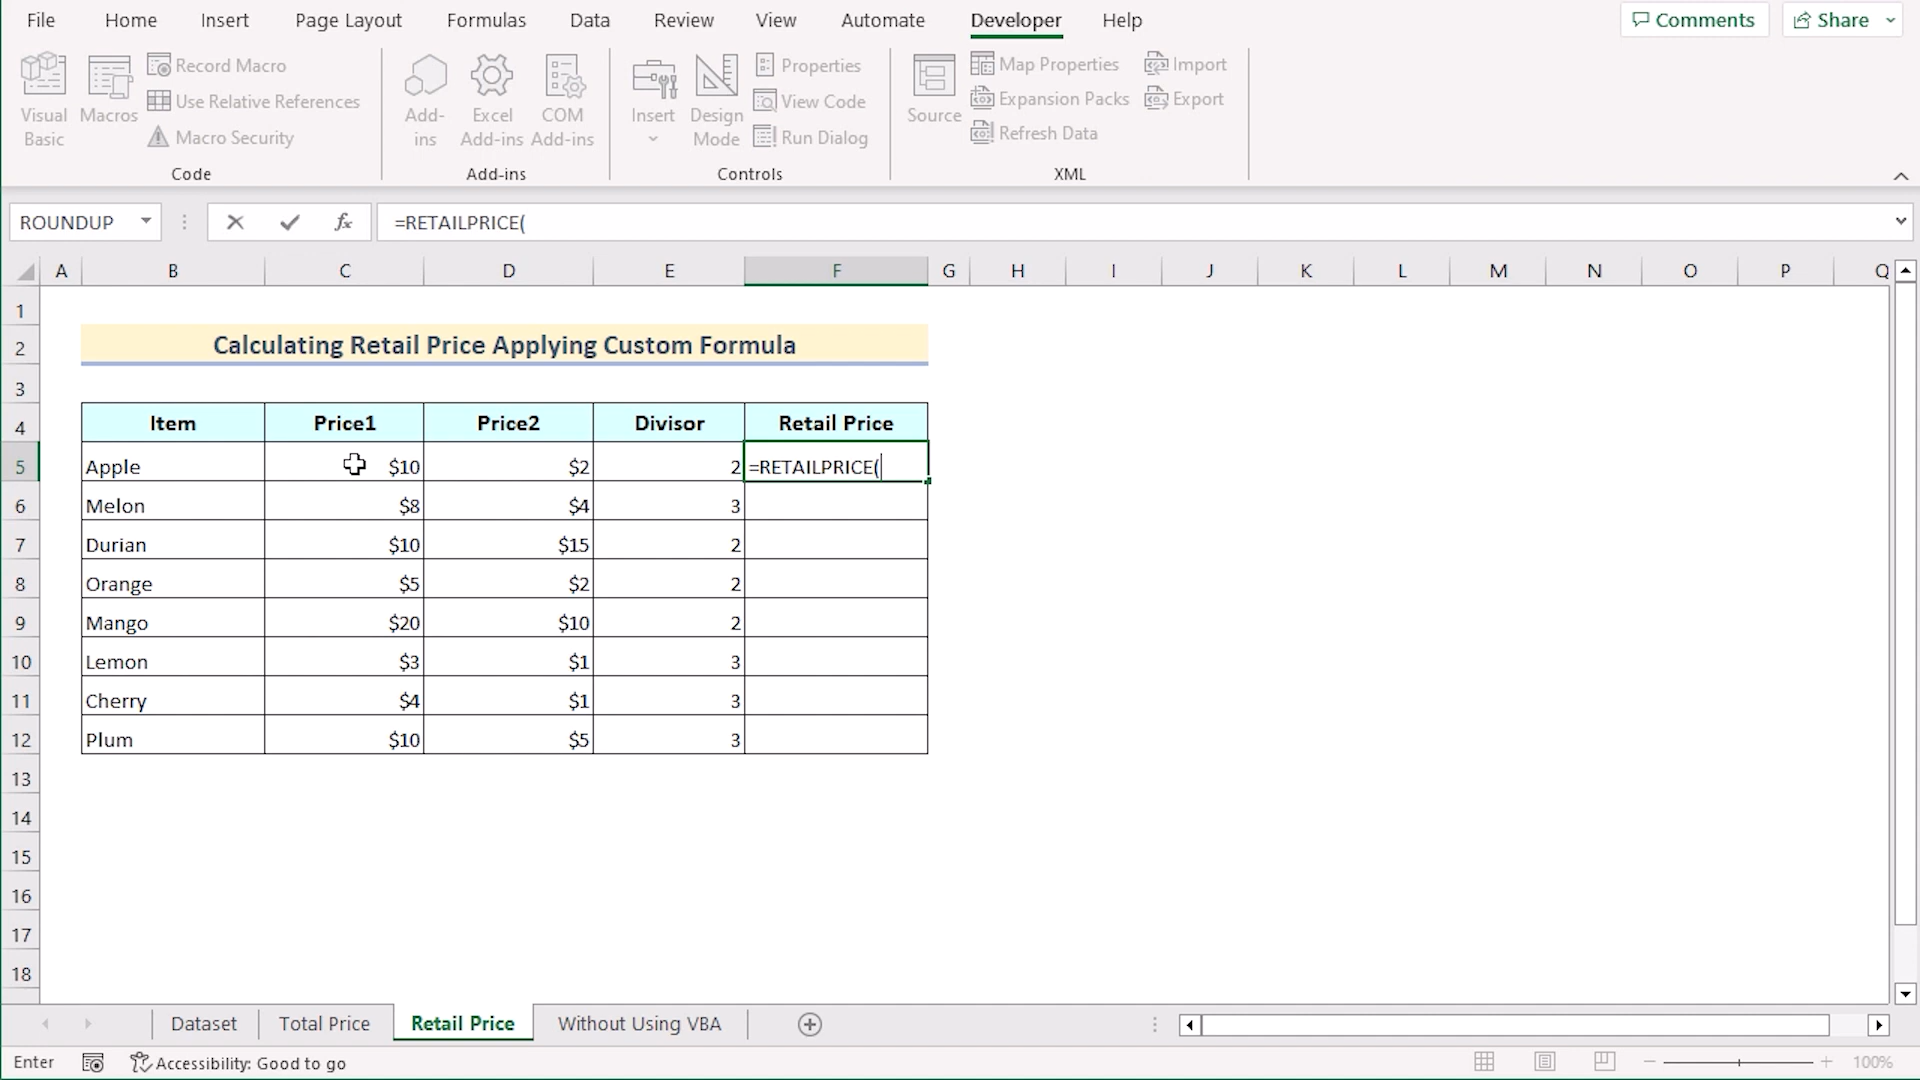 File Home Insert Page Layout Formulas Data Review View Automate Developer Help Comments Share
Visual Basic
Macros
Record Macro
Use Relative References
Macro Security
Code
Add-ins
Excel Add-ins
COM Add-ins
Add-ins
Insert
Design Mode
Properties
View Code
Run Dialog
Controls
Source
Map Properties
Expansion Packs
Refresh Data
Import
Export
XML
ROUNDUP fx =RETAILPRICE(
A B C D E F G H I J K L M N O P Q
1
2 Calculating Retail Price Applying Custom Formula
3
4 Item Price1 Price2 Divisor Retail Price
5 Apple $10 $2 2 =RETAILPRICE(
6 Melon $8 $4 3
7 Durian $10 $15 2
8 Orange $5 $2 2
9 Mango $20 $10 2
10 Lemon $3 $1 3
11 Cherry $4 $1 3
12 Plum $10 $5 3
13
14
15
16
17
18
Dataset Total Price Retail Price Without Using VBA
Enter Accessibility: Good to go 100%